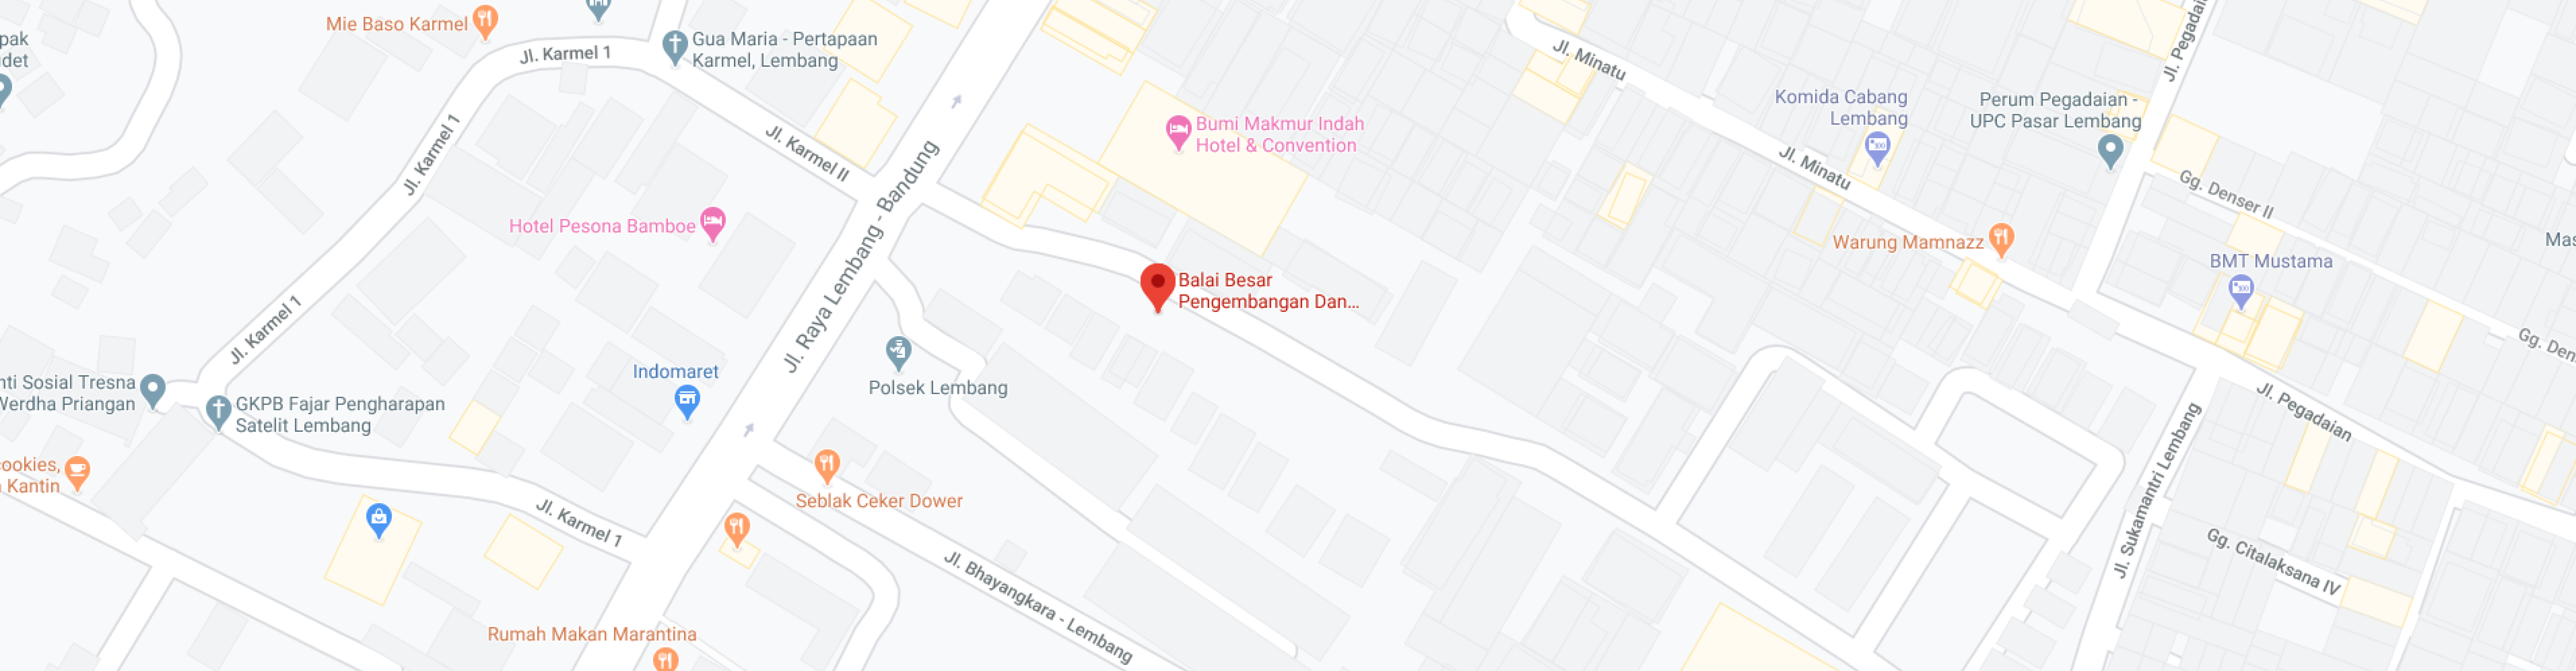 Mie Baso Karmel
pak
det
Jl. Karmel 1
Gua Maria - Pertapaan
Karmel, Lembang
Jl. Minatu
Jl. Pegadaian
Komida Cabang
Lembang
Perum Pegadaian -
UPC Pasar Lembang
Bumi Makmur Indah
Hotel & Convention
Jl. Karmel II
Jl. Karmel 1
Jl. Minatu
Gg. Denser II
Jl. Raya Lembang - Bandung
Hotel Pesona Bamboe
Warung Mamnazz
Mas
BMT Mustama
Balai Besar
Pengembangan Dan...
Jl. Karmel 1
Gg. Den
Indomaret
Polsek Lembang
nti Sosial Tresna
Werdha Priangan
GKPB Fajar Pengharapan
Satelit Lembang
Jl. Pegadaian
Jl. Sukamantri Lembang
cookies,
Kantin
Seblak Ceker Dower
Jl. Karmel 1
Gg. Citalaksana IV
Jl. Bhayangkara - Lembang
Rumah Makan Marantina